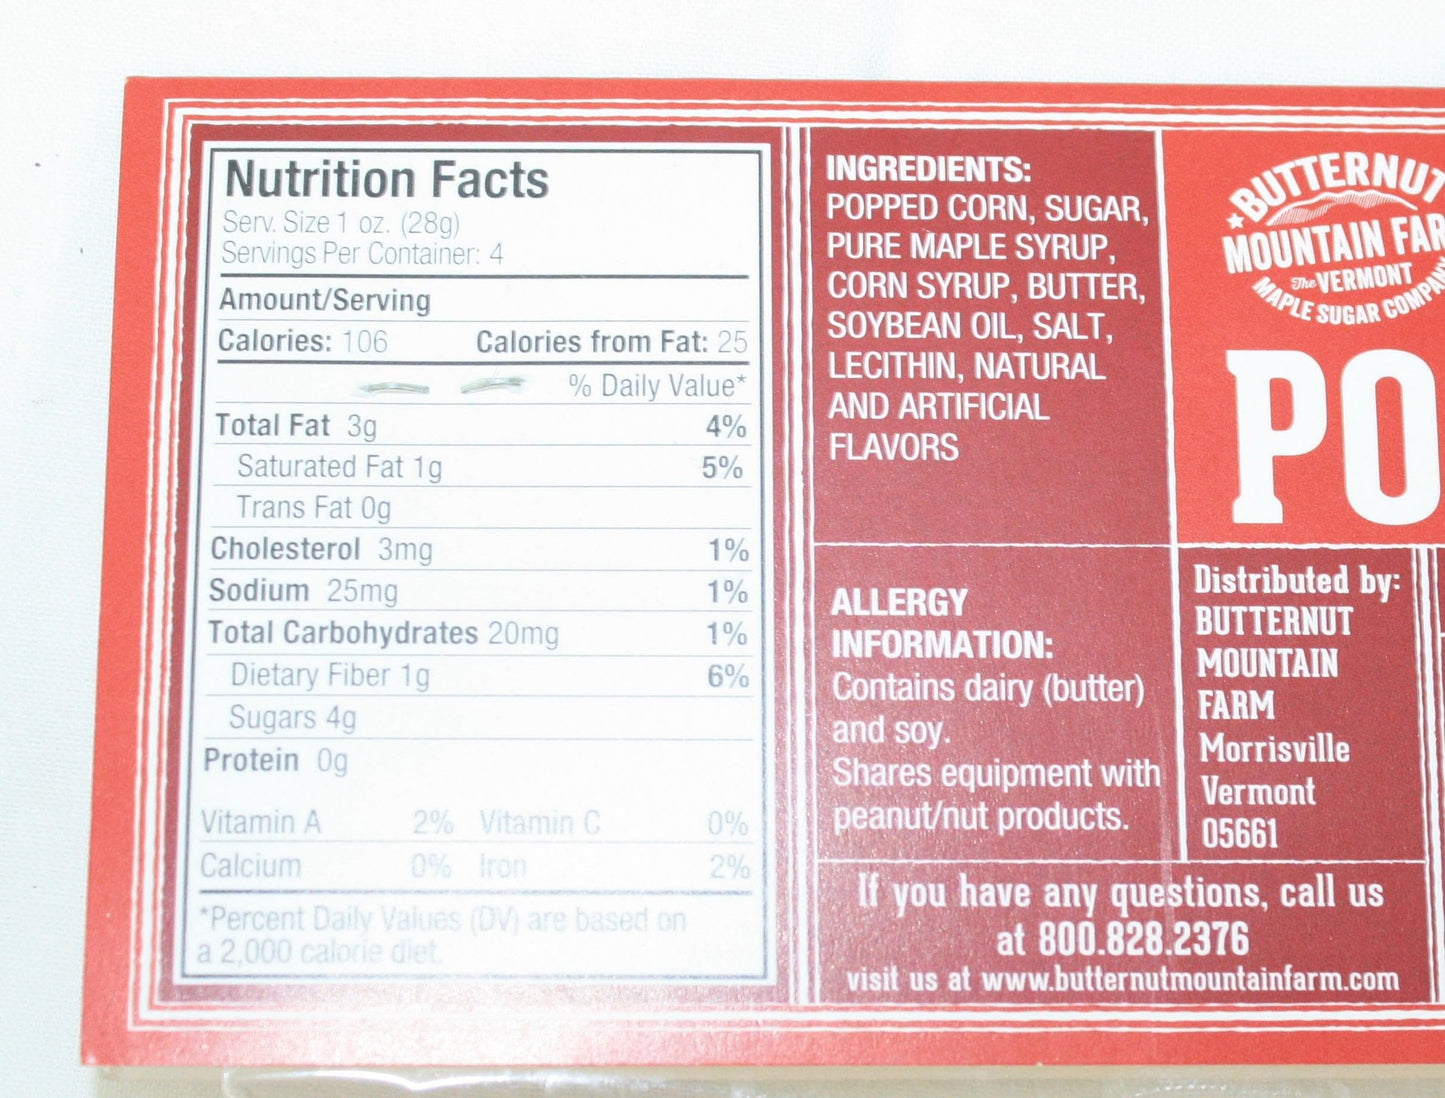 Nutrition Facts
Serv. Size 1 oz. (28g)
Servings Per Container: 4
Amount/Serving
Calories: 106 Calories from Fat: 25
% Daily Value*
Total Fat 3g 4%
Saturated Fat 1g 5%
Trans Fat 0g
Cholesterol 3mg 1%
Sodium 25mg 1%
Total Carbohydrates 20mg 1%
Dietary Fiber 1g 6%
Sugars 4g
Protein 0g
Vitamin A 2% Vitamin C 0%
Calcium 0% Iron 2%
*Percent Daily Values (DV) are based on
a 2,000 calorie diet.
INGREDIENTS:
POPPED CORN, SUGAR,
PURE MAPLE SYRUP,
CORN SYRUP, BUTTER,
SOYBEAN OIL, SALT,
LECITHIN, NATURAL
AND ARTIFICIAL
FLAVORS
ALLERGY
INFORMATION:
Contains dairy (butter)
and soy.
Shares equipment with
peanut/nut products.
BUTTERNUT
MOUNTAIN FAR
The VERMONT
MAPLE SUGAR COMPANY
PO
Distributed by:
BUTTERNUT
MOUNTAIN
FARM
Morrisville
Vermont
05661
If you have any questions, call us
at 800.828.2376
visit us at www.butternutmountainfarm.com